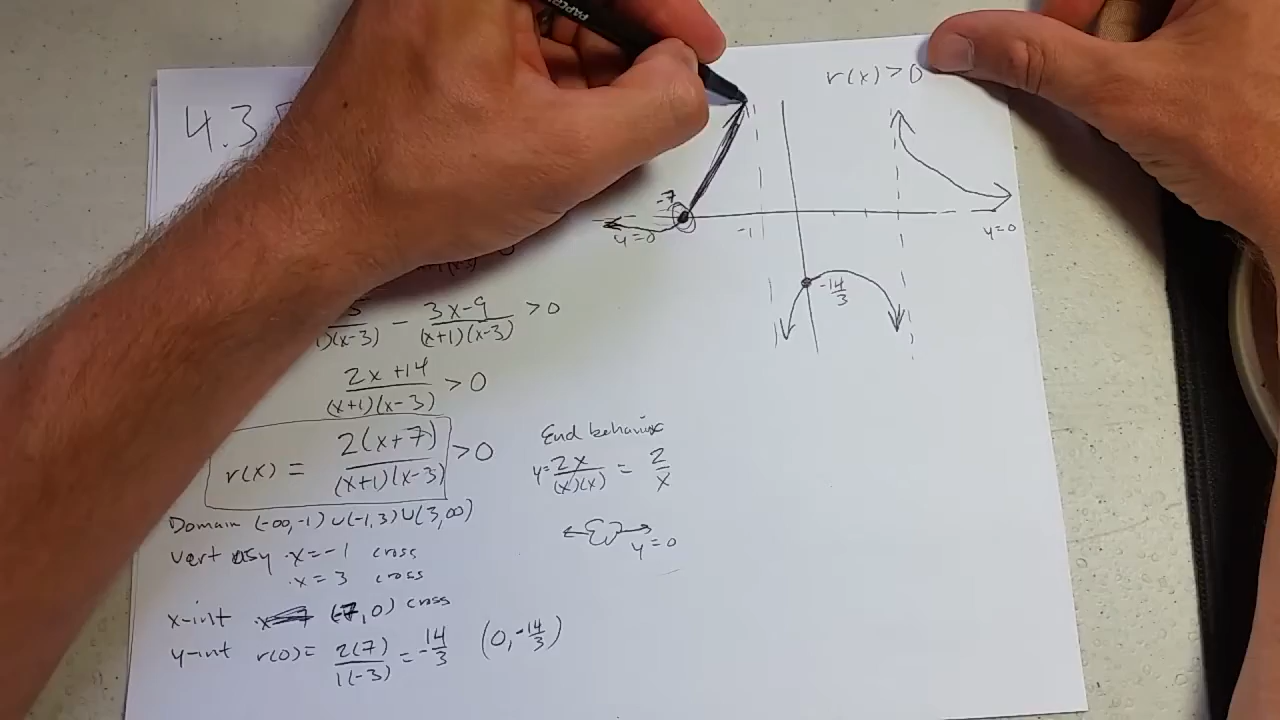 4.3
r(x) > 0
-7
y=0
-1
y=0
-14/3
3x-9
- ———————— > 0
(x-3) (x+1)(x-3)
2x+14
———————— > 0
(x+1)(x-3)
r(x) = 2(x+7)/(x+1)(x-3) > 0
Domain (-∞,-1)∪(-1,3)∪(3,∞)
vert asy x=-1 cross
x=3 cross
x-int (-7,0) cross
y-int r(0)= 2(7)/1(-3) = -14/3 (0,-14/3)
End behavior
y= 2x/(x)(x) = 2/x
y=0
PAPER